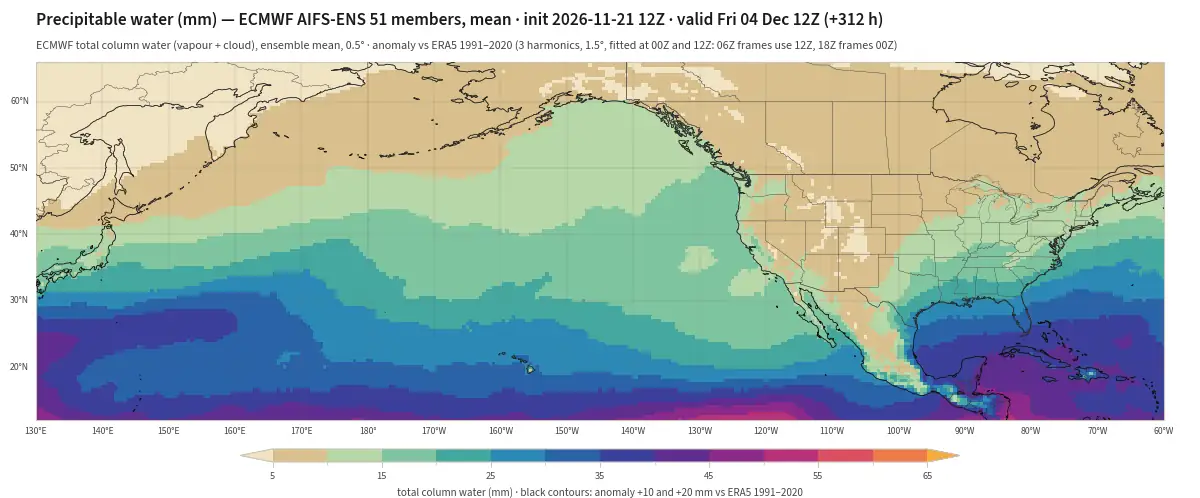 Precipitable water (mm) — ECMWF AIFS-ENS 51 members, mean · init 2026-11-21 12Z · valid Fri 04 Dec 12Z (+312 h)
ECMWF total column water (vapour + cloud), ensemble mean, 0.5° · anomaly vs ERA5 1991–2020 (3 harmonics, 1.5°, fitted at 00Z and 12Z: 06Z frames use 12Z, 18Z frames 00Z)
60°N
50°N
40°N
30°N
20°N
130°E 140°E 150°E 160°E 170°E 180° 170°W 160°W 150°W 140°W 130°W 120°W 110°W 100°W 90°W 80°W 70°W 60°W
5 15 25 35 45 55 65
total column water (mm) · black contours: anomaly +10 and +20 mm vs ERA5 1991–2020